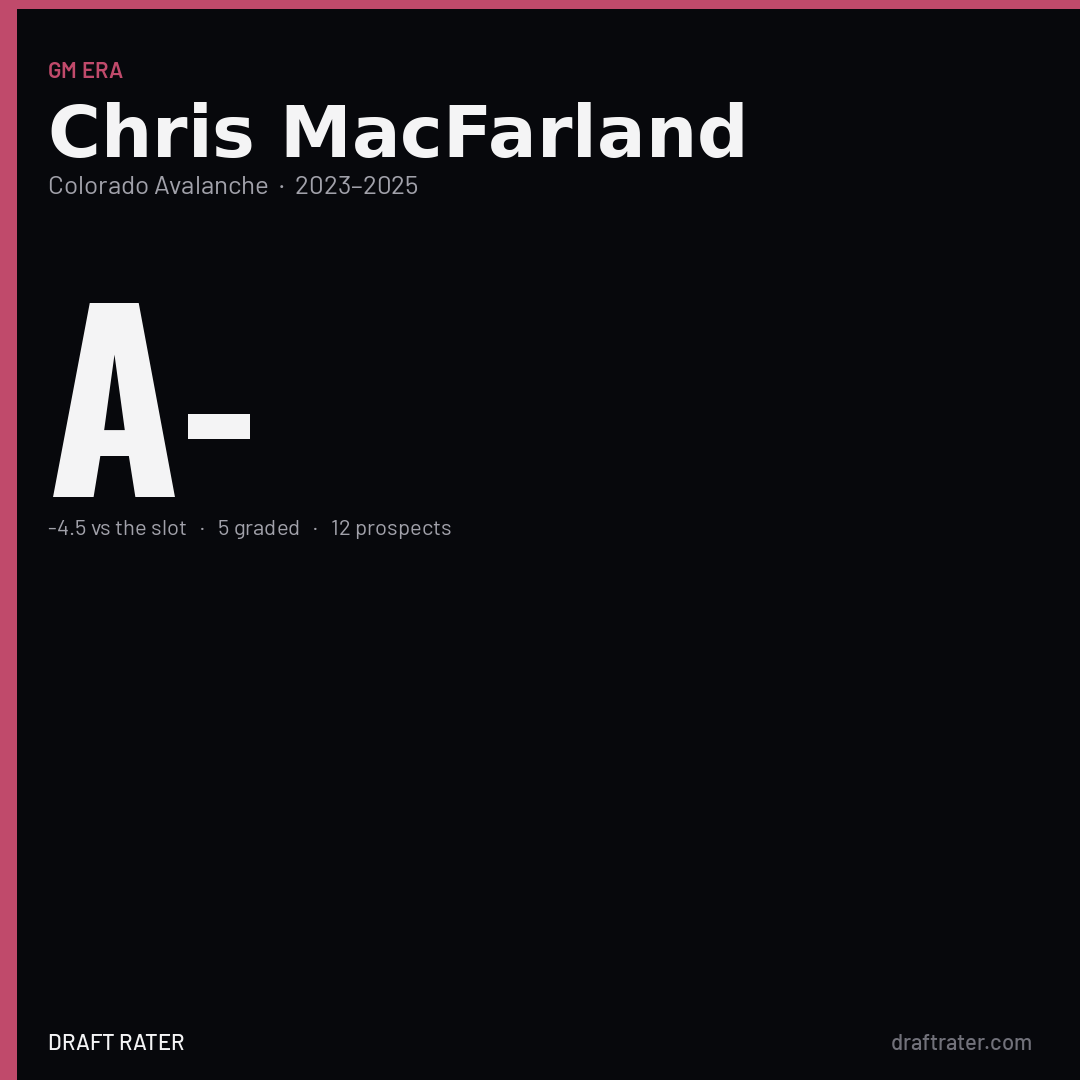 GM ERA
Chris MacFarland
Colorado Avalanche · 2023–2025
A-
-4.5 vs the slot · 5 graded · 12 prospects
DRAFT RATER
draftrater.com